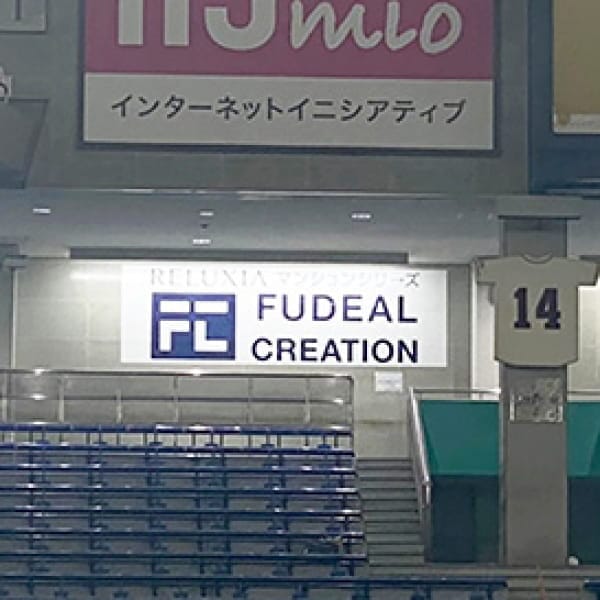 IIJmio
インターネットイニシアティブ
RELUXIA マンションシリーズ
FC FUDEAL
CREATION
14